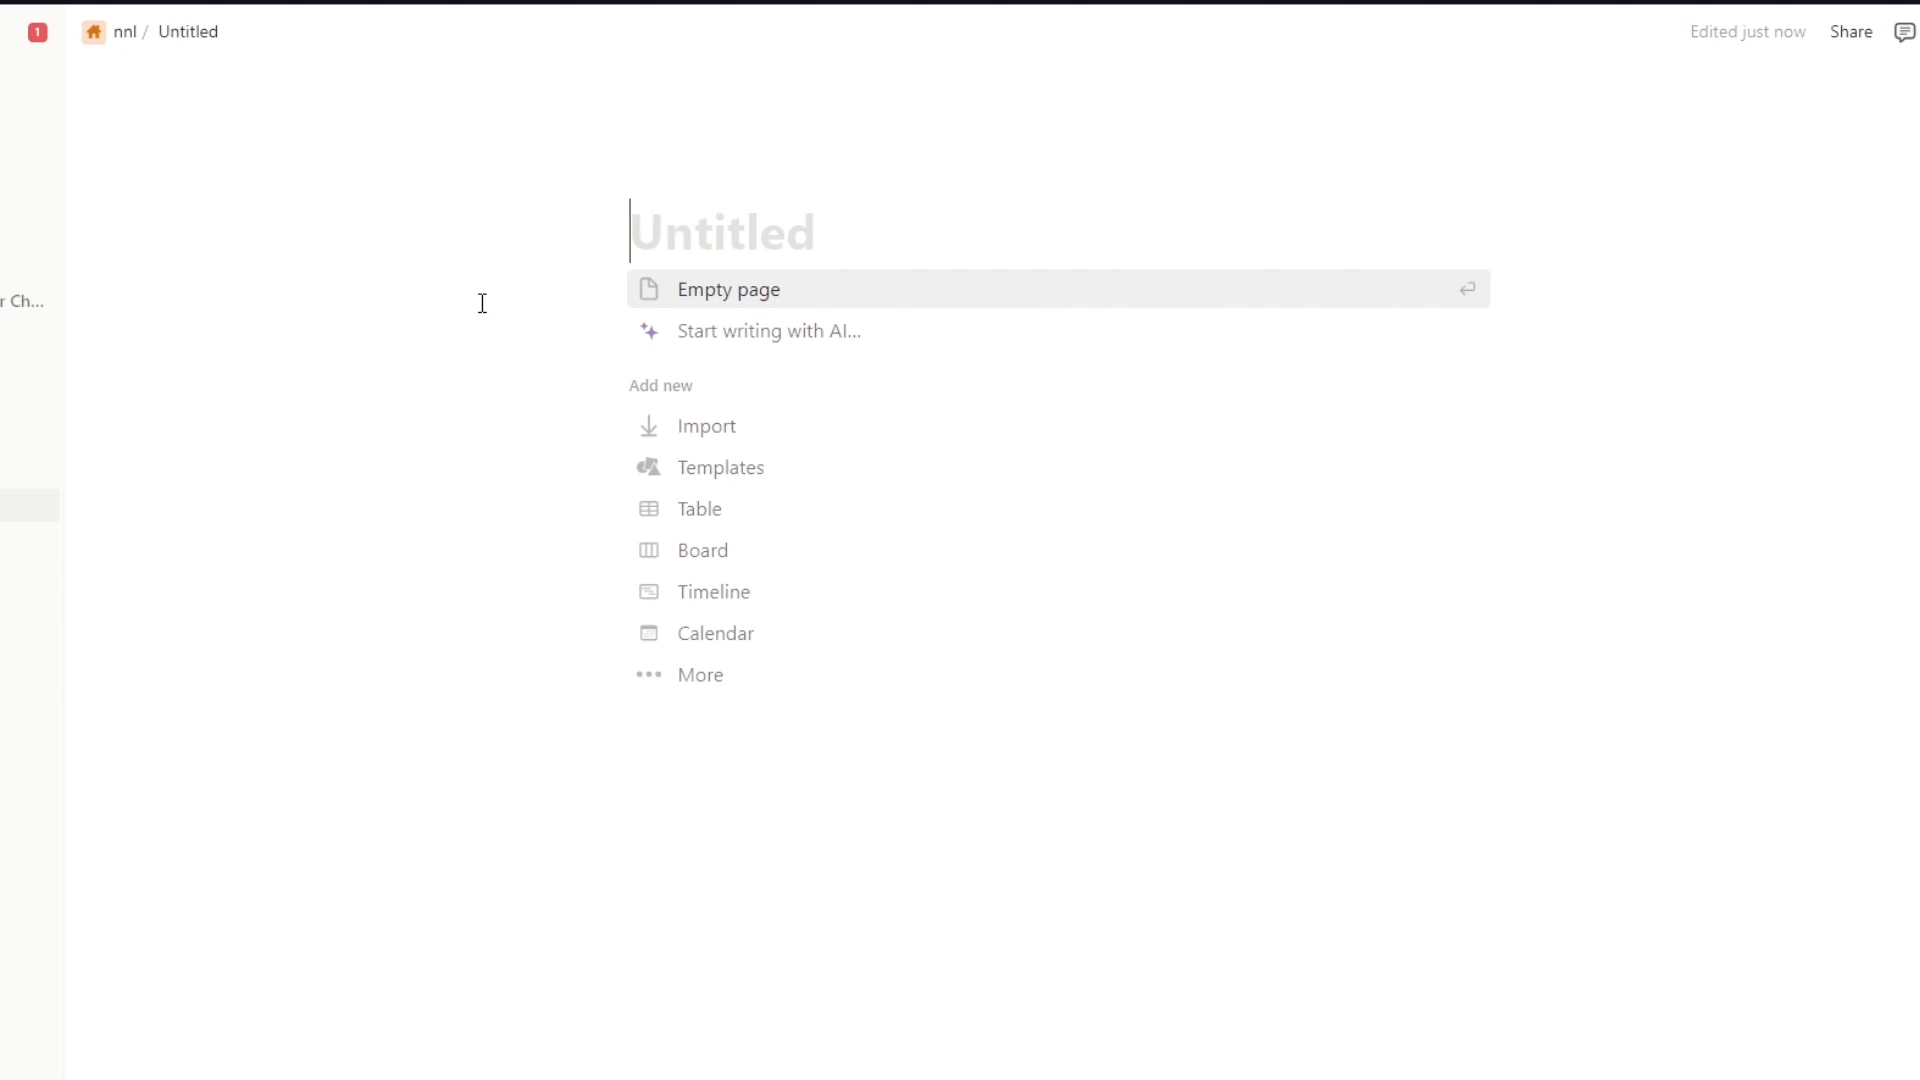 1
nnl / Untitled
Edited just now
Share
r Ch...
Untitled
Empty page
Start writing with AI...
Add new
Import
Templates
Table
Board
Timeline
Calendar
More